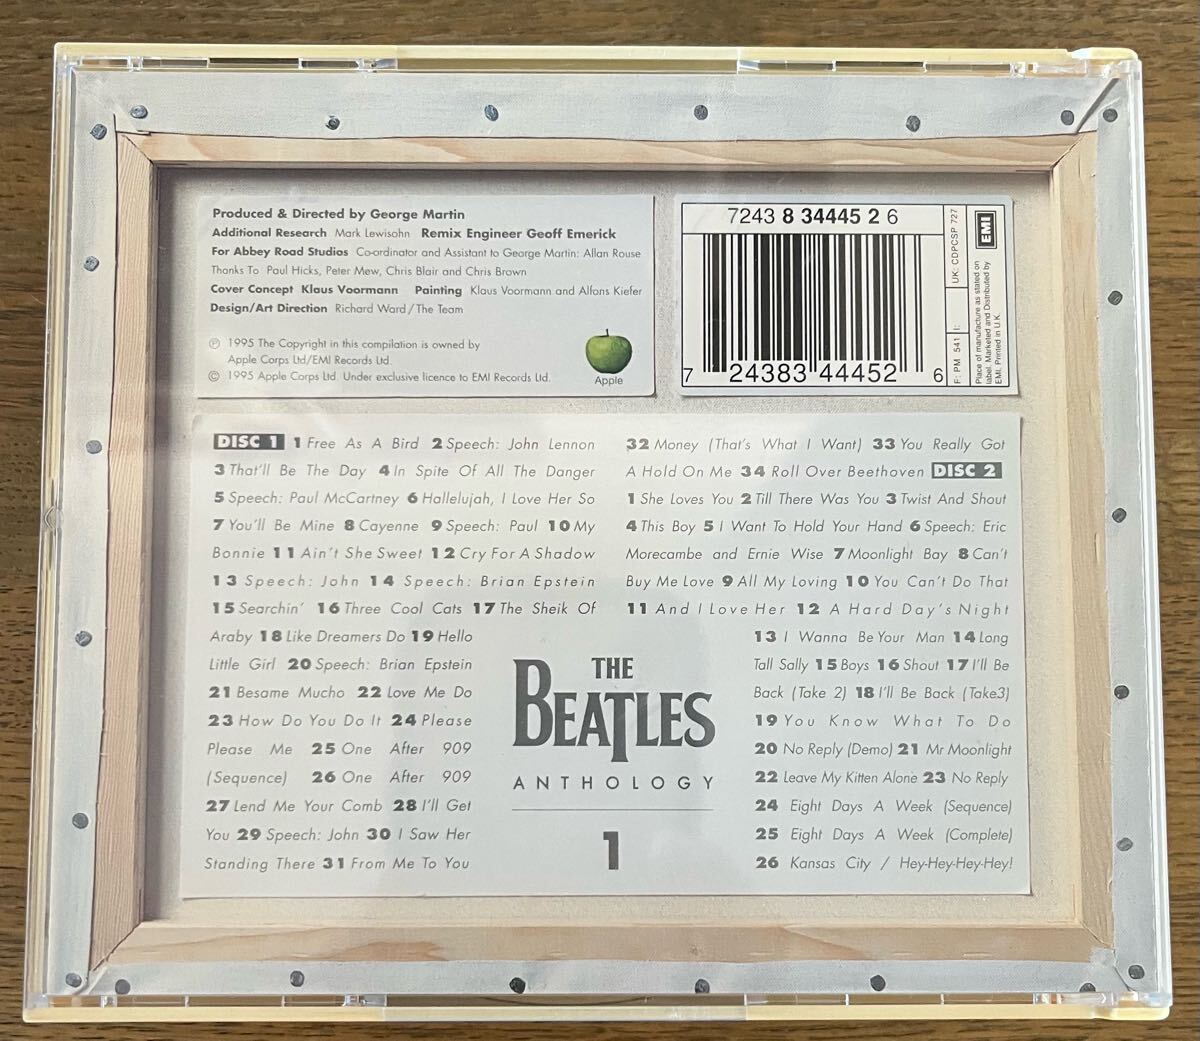 Produced & Directed by George Martin
Additional Research Mark Lewisohn Remix Engineer Geoff Emerick
For Abbey Road Studios Co-ordinator and Assistant to George Martin: Allan Rouse
Thanks To Paul Hicks, Peter Mew, Chris Blair and Chris Brown
Cover Concept Klaus Voormann Painting Klaus Voormann and Alfons Kiefer
Design/Art Direction Richard Ward/The Team
℗ 1995 The Copyright in this compilation is owned by
Apple Corps Ltd/EMI Records Ltd.
© 1995 Apple Corps Ltd. Under exclusive licence to EMI Records Ltd.
Apple
7243 8 34445 2 6
7 24383 44452 6
UK: CDPCSP 727
F: PM 541 I:
EMI
Place of manufacture as stated on
label. Marketed and Distributed by
EMI. Printed in U.K.
DISC 1 1 Free As A Bird 2 Speech: John Lennon
3 That'll Be The Day 4 In Spite Of All The Danger
5 Speech: Paul McCartney 6 Hallelujah, I Love Her So
7 You'll Be Mine 8 Cayenne 9 Speech: Paul 10 My
Bonnie 11 Ain't She Sweet 12 Cry For A Shadow
13 Speech: John 14 Speech: Brian Epstein
15 Searchin' 16 Three Cool Cats 17 The Sheik Of
Araby 18 Like Dreamers Do 19 Hello
Little Girl 20 Speech: Brian Epstein
21 Besame Mucho 22 Love Me Do
23 How Do You Do It 24 Please
Please Me 25 One After 909
(Sequence) 26 One After 909
27 Lend Me Your Comb 28 I'll Get
You 29 Speech: John 30 I Saw Her
Standing There 31 From Me To You
32 Money (That's What I Want) 33 You Really Got
A Hold On Me 34 Roll Over Beethoven DISC 2
1 She Loves You 2 Till There Was You 3 Twist And Shout
4 This Boy 5 I Want To Hold Your Hand 6 Speech: Eric
Morecambe and Ernie Wise 7 Moonlight Bay 8 Can't
Buy Me Love 9 All My Loving 10 You Can't Do That
11 And I Love Her 12 A Hard Day's Night
13 I Wanna Be Your Man 14 Long
Tall Sally 15 Boys 16 Shout 17 I'll Be
Back (Take 2) 18 I'll Be Back (Take3)
19 You Know What To Do
20 No Reply (Demo) 21 Mr Moonlight
22 Leave My Kitten Alone 23 No Reply
24 Eight Days A Week (Sequence)
25 Eight Days A Week (Complete)
26 Kansas City / Hey-Hey-Hey-Hey!
THE
BEATLES
ANTHOLOGY
1